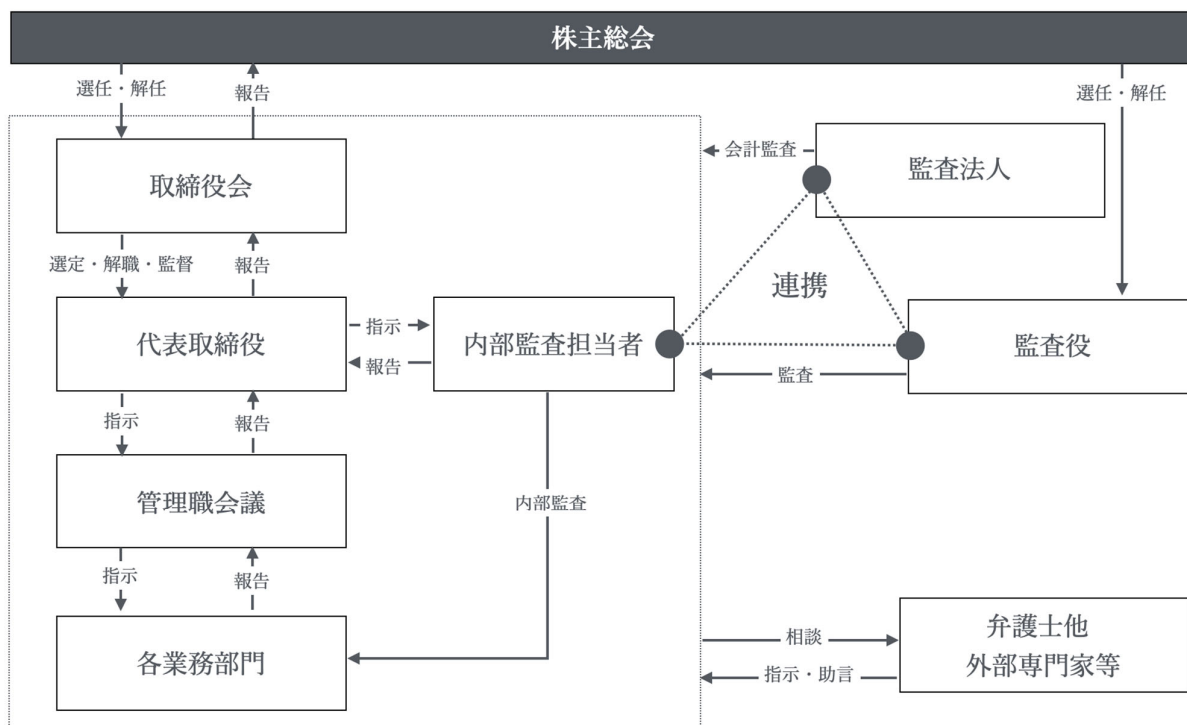 株主総会
選任・解任
報告
選任・解任
取締役会
会計監査
監査法人
選定・解職・監督
報告
連携
代表取締役
指示
報告
内部監査担当者
監査役
監査
指示
報告
管理職会議
内部監査
指示
報告
各業務部門
相談
指示・助言
弁護士他
外部専門家等